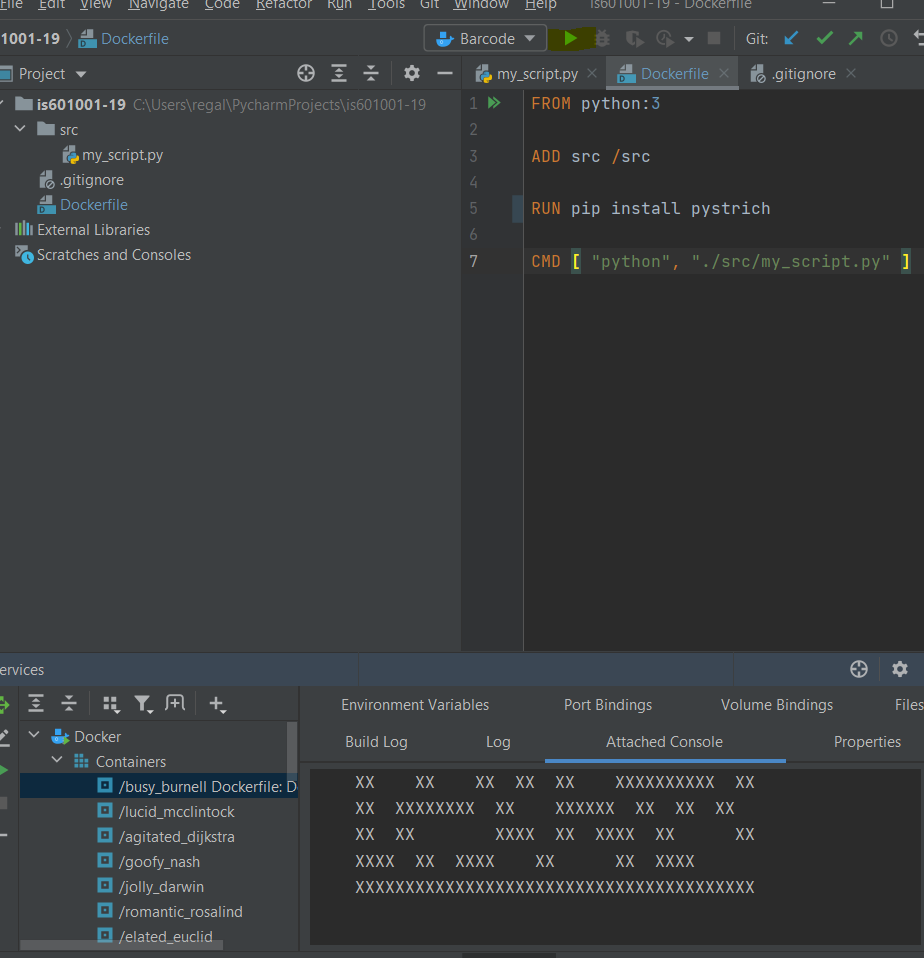 File Edit View Navigate Code Refactor Run Tools Git Window Help is601001-19 - Dockerfile
1001-19 Dockerfile Barcode Git:
Project my_script.py Dockerfile .gitignore
is601001-19 C:\Users\regal\PycharmProjects\is601001-19
src
my_script.py
.gitignore
Dockerfile
External Libraries
Scratches and Consoles
1 FROM python:3
2
3 ADD src /src
4
5 RUN pip install pystrich
6
7 CMD [ "python", "./src/my_script.py" ]
ervices
Environment Variables Port Bindings Volume Bindings Files
Build Log Log Attached Console Properties
Docker
Containers
/busy_burnell Dockerfile: D
/lucid_mcclintock
/agitated_dijkstra
/goofy_nash
/jolly_darwin
/romantic_rosalind
/elated_euclid
XX    XX    XX  XX  XX    XXXXXXXXXX  XX
XX  XXXXXXXX  XX    XXXXXX  XX  XX  XX
XX  XX        XXXX  XX  XXXX  XX      XX
XXXX  XX  XXXX    XX      XX  XXXX
XXXXXXXXXXXXXXXXXXXXXXXXXXXXXXXXXXXXXXXX